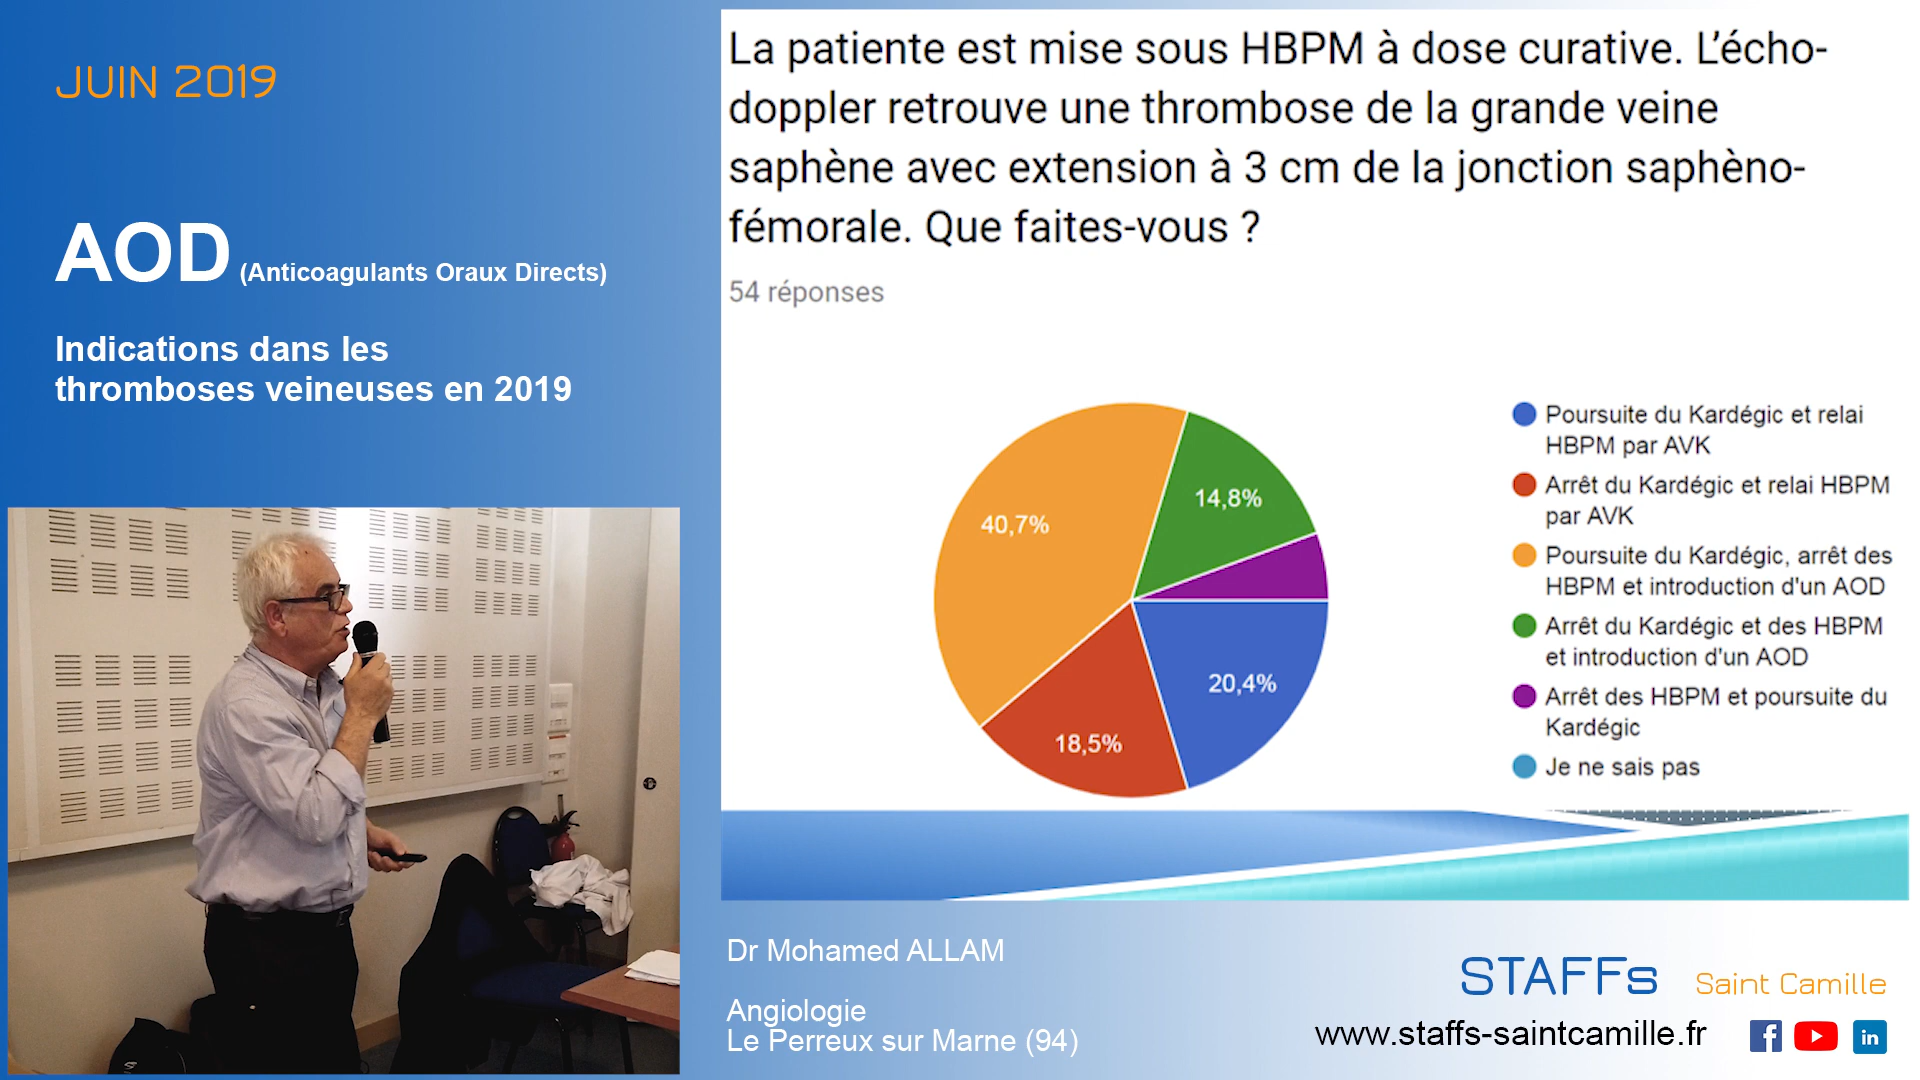 JUIN 2019
AOD (Anticoagulants Oraux Directs)
Indications dans les
thromboses veineuses en 2019
La patiente est mise sous HBPM à dose curative. L’écho-
doppler retrouve une thrombose de la grande veine
saphène avec extension à 3 cm de la jonction saphèno-
fémorale. Que faites-vous ?
54 réponses
40,7%
14,8%
20,4%
18,5%
Poursuite du Kardégic et relai
HBPM par AVK
Arrêt du Kardégic et relai HBPM
par AVK
Poursuite du Kardégic, arrêt des
HBPM et introduction d'un AOD
Arrêt du Kardégic et des HBPM
et introduction d'un AOD
Arrêt des HBPM et poursuite du
Kardégic
Je ne sais pas
Dr Mohamed ALLAM
Angiologie
Le Perreux sur Marne (94)
STAFFs Saint Camille
www.staffs-saintcamille.fr